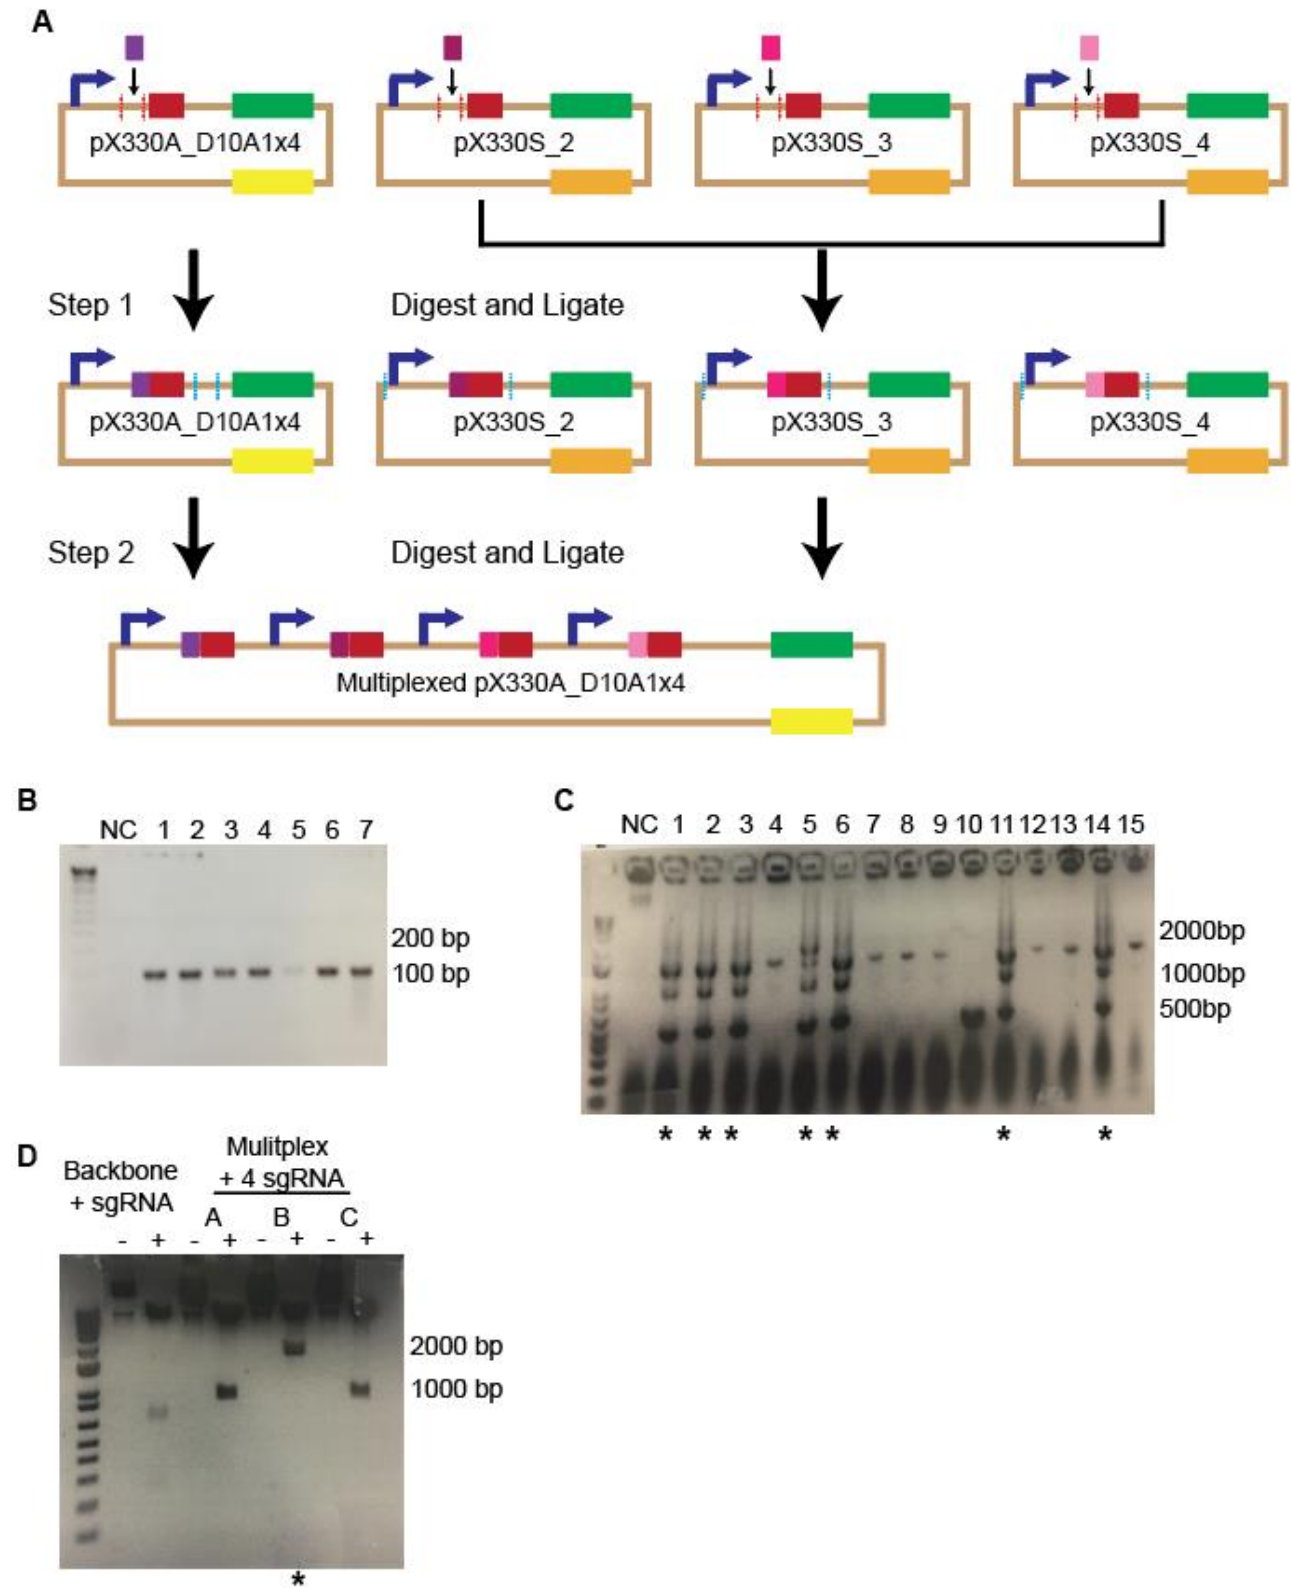 A
pX330A_D10A1x4
pX330S_2
pX330S_3
pX330S_4
Step 1
Digest and Ligate
pX330A_D10A1x4
pX330S_2
pX330S_3
pX330S_4
Step 2
Digest and Ligate
Multiplexed pX330A_D10A1x4
B
NC 1 2 3 4 5 6 7
200 bp
100 bp
C
NC 1 2 3 4 5 6 7 8 9 10 11 12 13 14 15
2000bp
1000bp
500bp
* * * * * * *
D
Backbone
+ sgRNA
Mulitplex
+ 4 sgRNA
A B C
- + - + - + - +
2000 bp
1000 bp
*